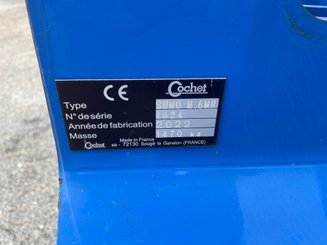 CE Cochet
Type SUMO M.6MR
N° de série 1524
Année de fabrication 2022
Masse 1470 kg
Made in France
Cochet SA - 72130 Sougé le Ganelon (FRANCE)